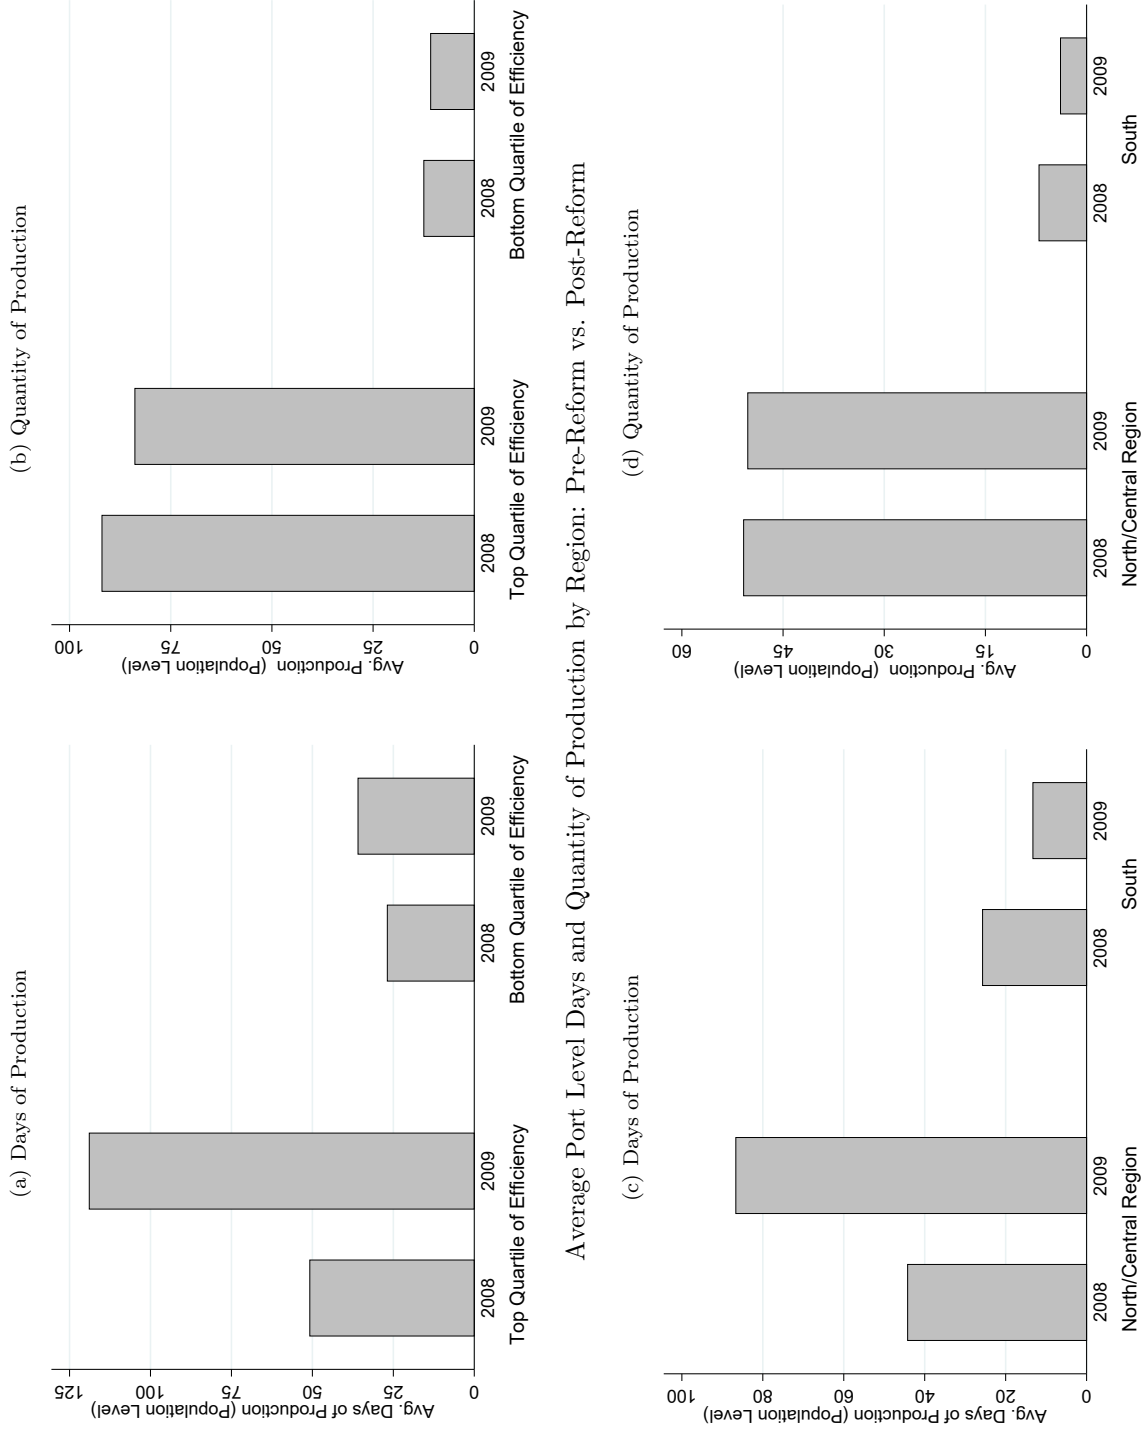 (a) Days of Production
Avg. Days of Production (Population Level)
0
25
50
75
100
125
2008
2009
2008
2009
Top Quartile of Efficiency
Bottom Quartile of Efficiency
(b) Quantity of Production
Avg. Production (Population Level)
0
25
50
75
100
2008
2009
2008
2009
Top Quartile of Efficiency
Bottom Quartile of Efficiency
Average Port Level Days and Quantity of Production by Region: Pre-Reform vs. Post-Reform
(c) Days of Production
Avg. Days of Production (Population Level)
0
20
40
60
80
100
2008
2009
2008
2009
North/Central Region
South
(d) Quantity of Production
Avg. Production (Population Level)
0
15
30
45
60
2008
2009
2008
2009
North/Central Region
South